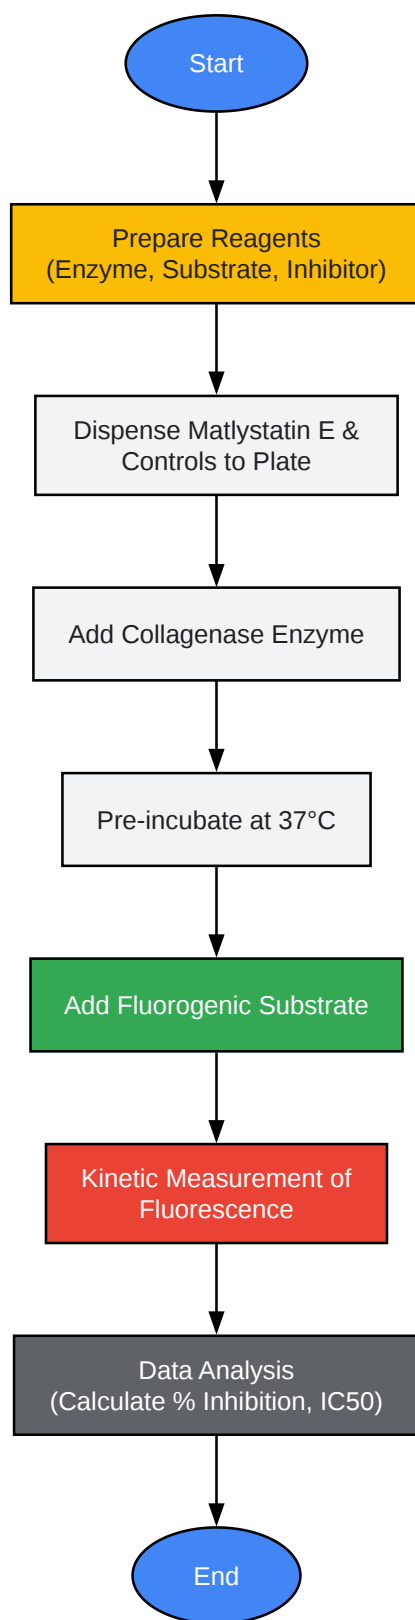 Start
Prepare Reagents
(Enzyme, Substrate, Inhibitor)
Dispense Matlystatin E &
Controls to Plate
Add Collagenase Enzyme
Pre-incubate at 37°C
Add Fluorogenic Substrate
Kinetic Measurement of
Fluorescence
Data Analysis
(Calculate % Inhibition, IC50)
End